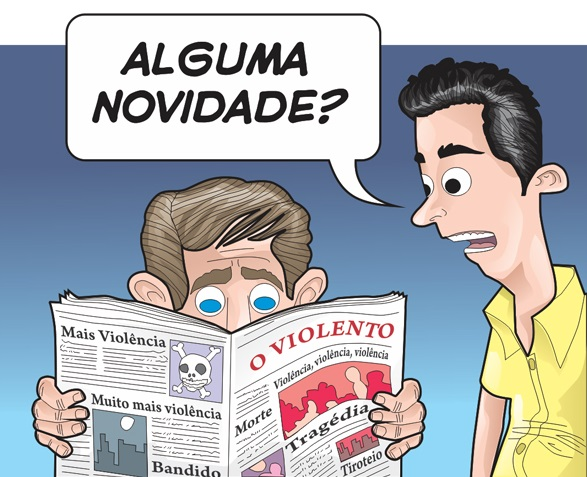 ALGUMA
NOVIDADE?
Mais Violência
Muito mais violência
Bandido
O VIOLENTO
Violência, violência, violência
Morte
Tragédia
Tiroteio